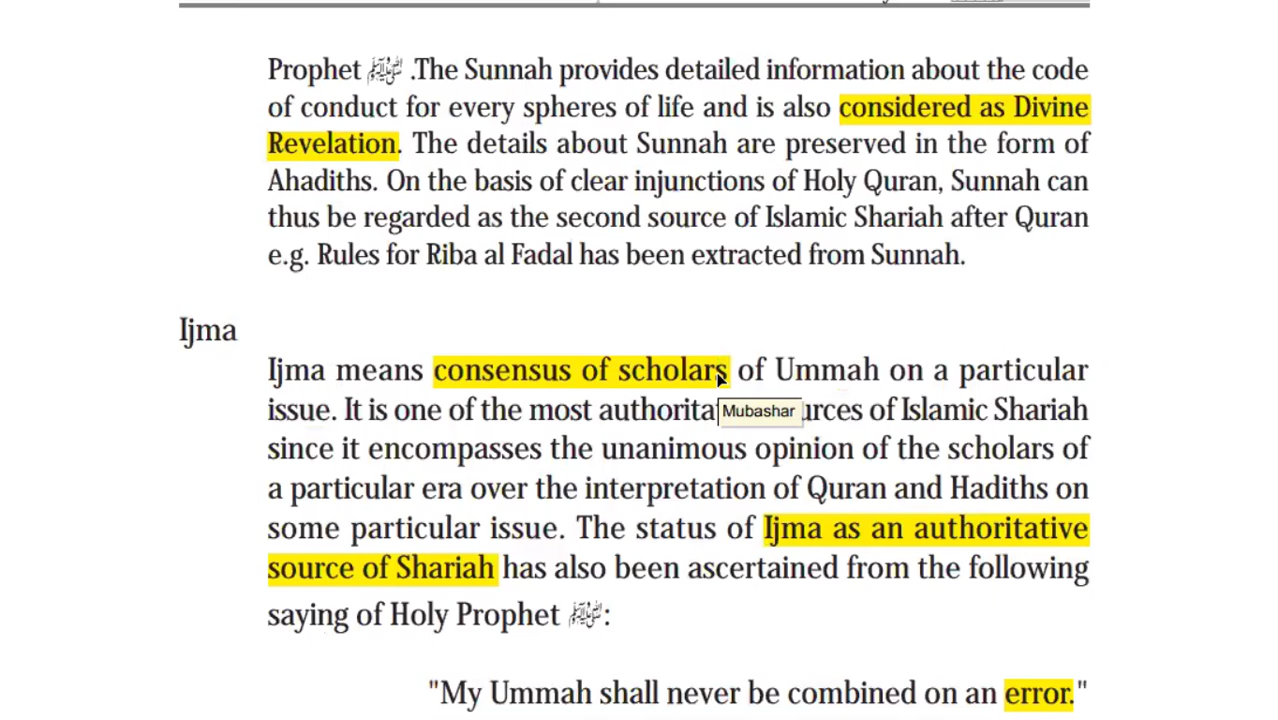 Prophet ﷺ .The Sunnah provides detailed information about the code
of conduct for every spheres of life and is also considered as Divine
Revelation. The details about Sunnah are preserved in the form of
Ahadiths. On the basis of clear injunctions of Holy Quran, Sunnah can
thus be regarded as the second source of Islamic Shariah after Quran
e.g. Rules for Riba al Fadal has been extracted from Sunnah.
Ijma
Ijma means consensus of scholars of Ummah on a particular
issue. It is one of the most authorita urces of Islamic Shariah
Mubashar
since it encompasses the unanimous opinion of the scholars of
a particular era over the interpretation of Quran and Hadiths on
some particular issue. The status of Ijma as an authoritative
source of Shariah has also been ascertained from the following
saying of Holy Prophet ﷺ:
"My Ummah shall never be combined on an error."